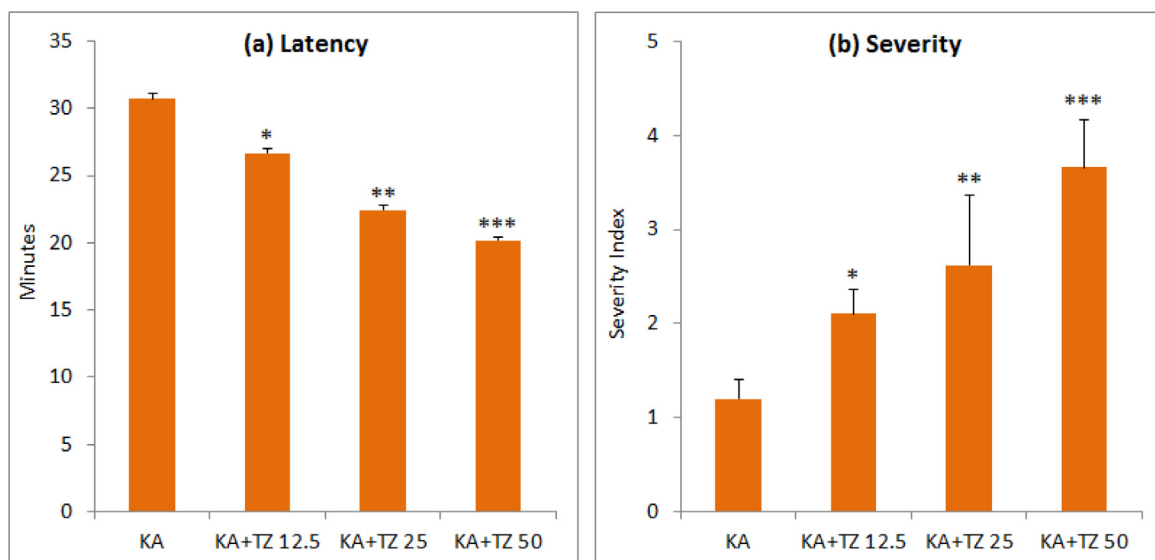 (a) Latency
35
30
25
20
15
10
5
0
Minutes
*
**
***
KA
KA+TZ 12.5
KA+TZ 25
KA+TZ 50
(b) Severity
5
4
3
2
1
0
Severity Index
*
**
***
KA
KA+TZ 12.5
KA+TZ 25
KA+TZ 50